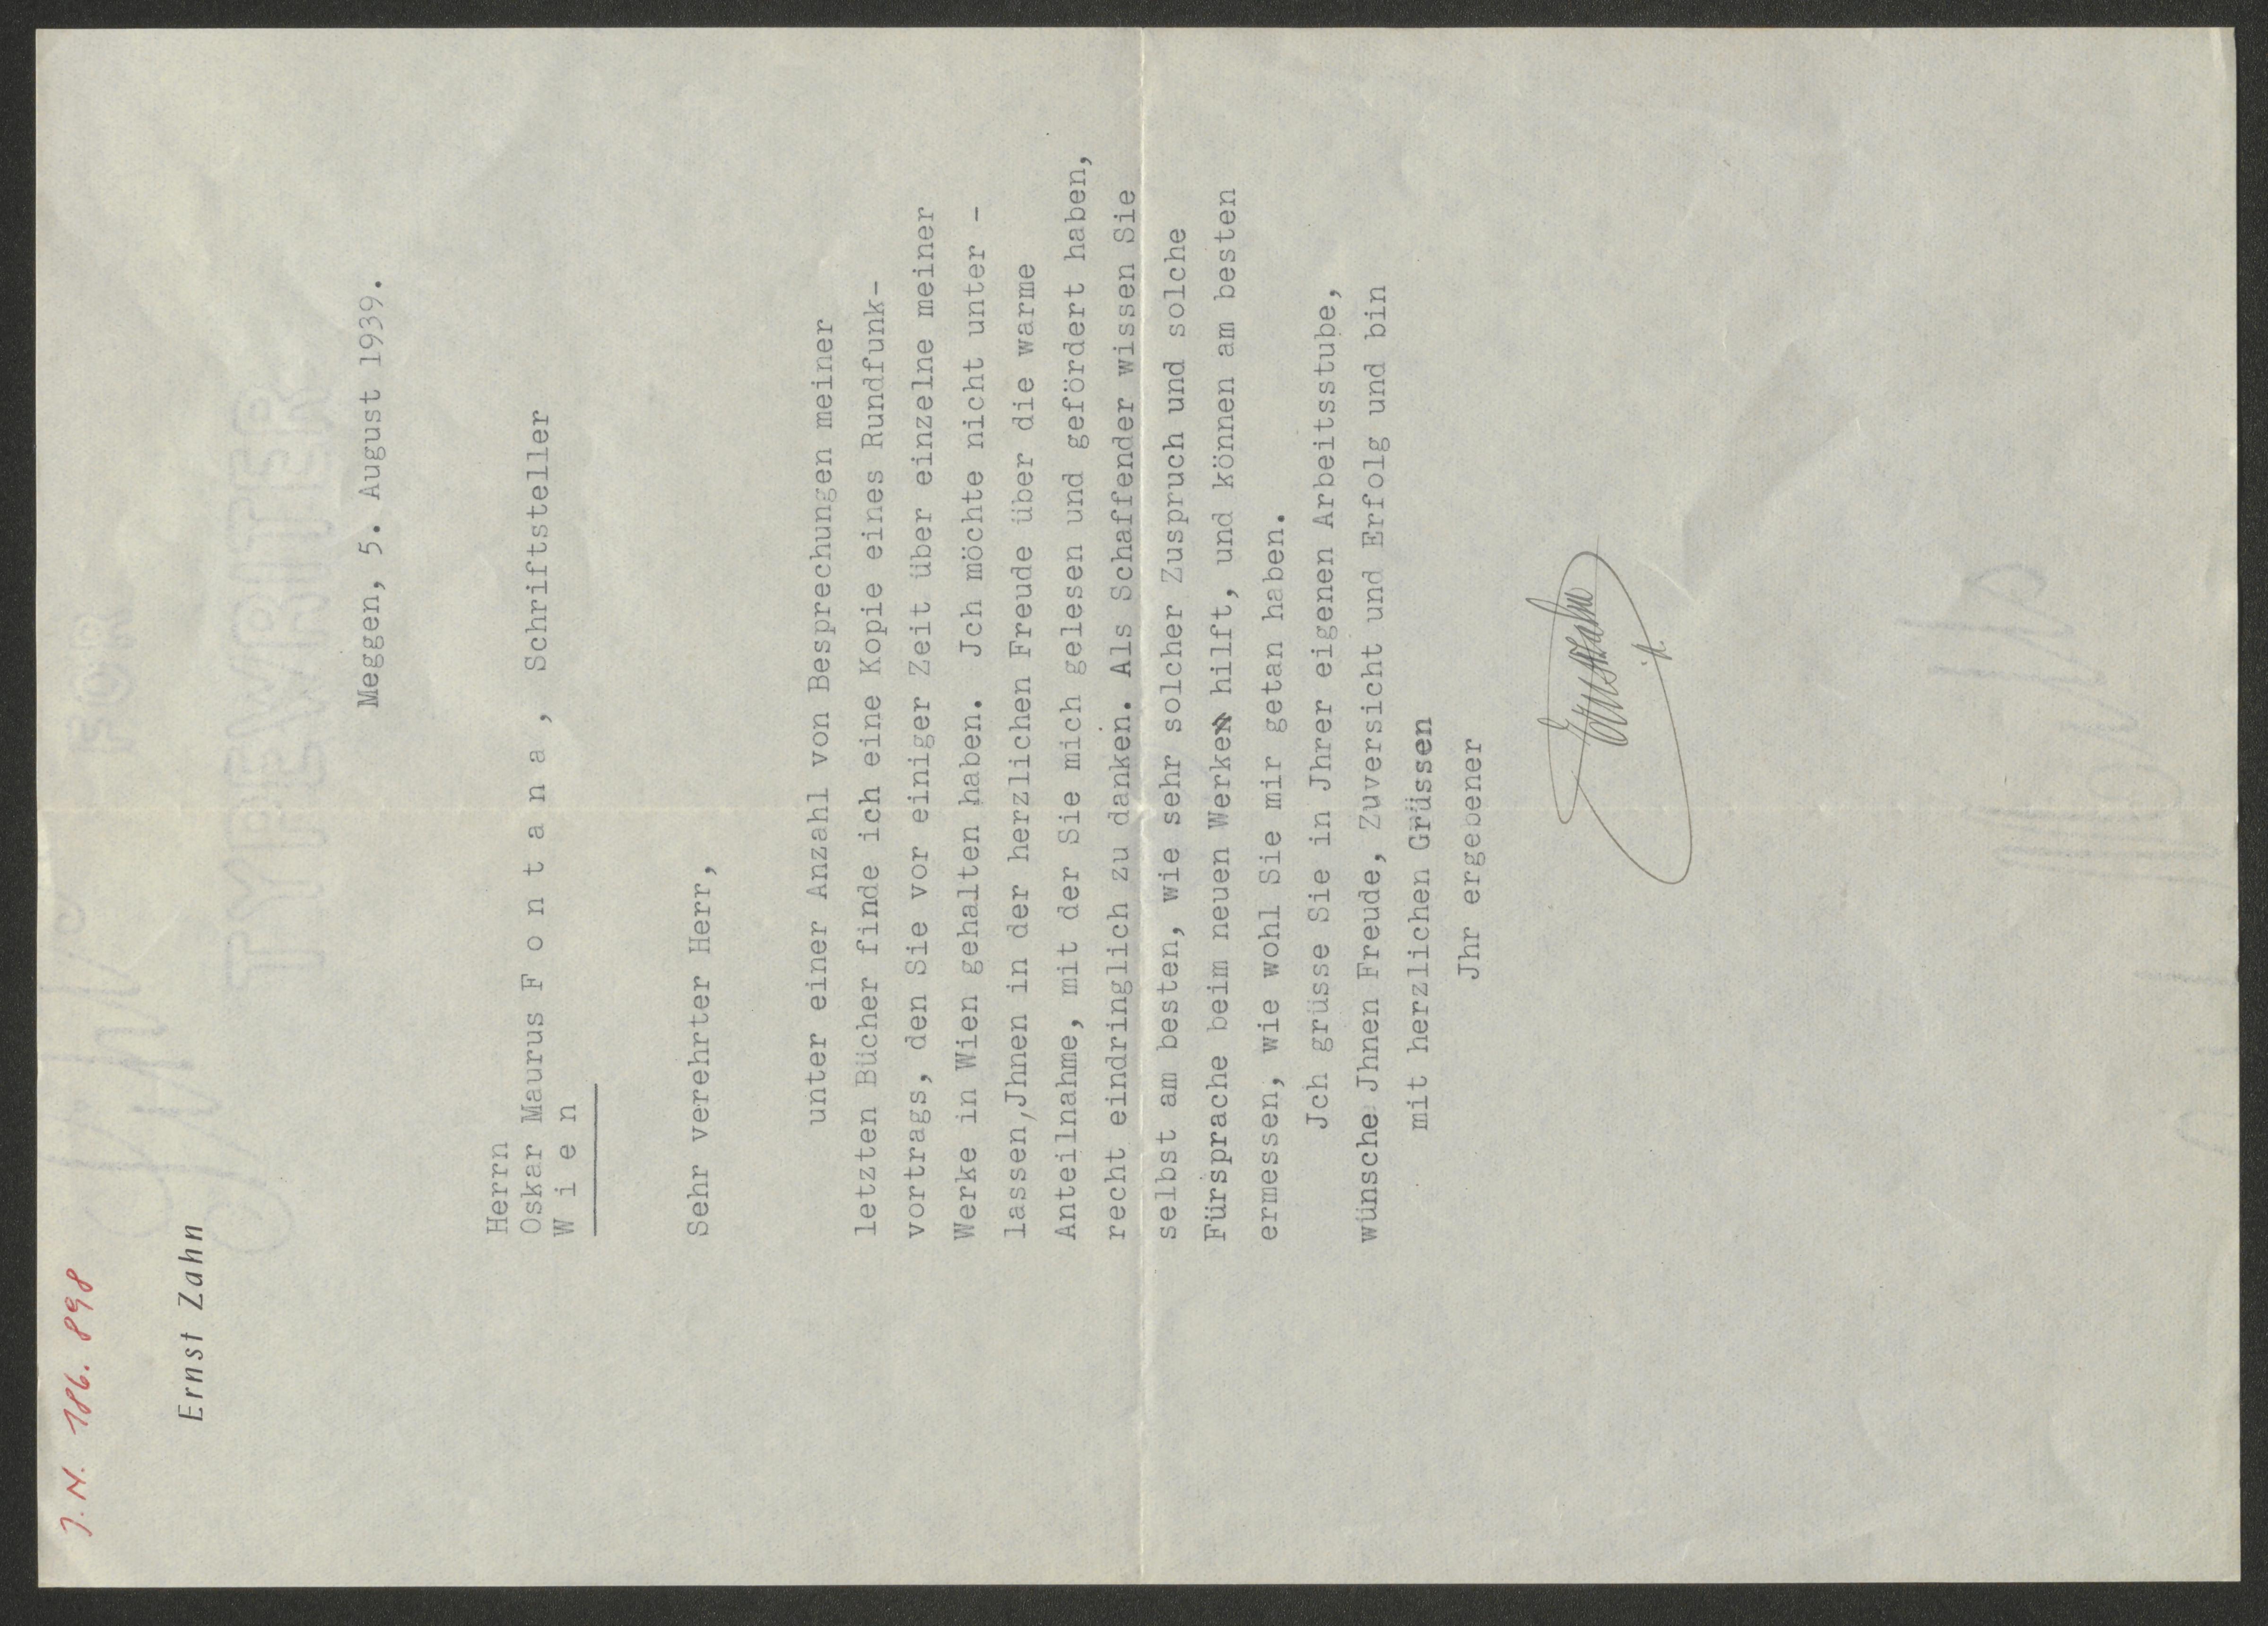 J. N. 186.898
Ernst Zahn
FOR
TYPEWRITER
Meggen, 5. August 1939.
Herrn
Oskar Maurus F o n t a n a , Schriftsteller
W i e n
Sehr verehrter Herr,
unter einer Anzahl von Besprechungen meiner
letzten Bücher finde ich eine Kopie eines Rundfunk-
vortrags, den Sie vor einiger Zeit über einzelne meiner
Werke in Wien gehalten haben. Jch möchte nicht unter -
lassen,Jhnen in der herzlichen Freude über die warme
Anteilnahme, mit der Sie mich gelesen und gefördert haben,
recht eindringlich zu danken. Als Schaffender wissen Sie
selbst am besten, wie sehr solcher Zuspruch und solche
Fürsprache beim neuen Werken hilft, und können am besten
ermessen, wie wohl Sie mir getan haben.
Jch grüsse Sie in Jhrer eigenen Arbeitsstube,
wünsche Jhnen Freude, Zuversicht und Erfolg und bin
mit herzlichen Grüssen
Jhr ergebener
Ernst Zahn